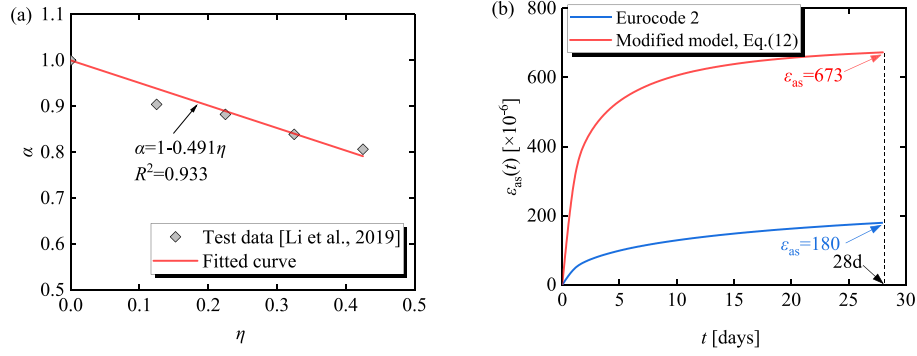 (a)
1.1
1.0
0.9
0.8
0.7
0.6
0.5
α
α=1-0.491η
R²=0.933
Test data [Li et al., 2019]
Fitted curve
0.0
0.1
0.2
0.3
0.4
0.5
η
(b)
Eurocode 2
Modified model, Eq.(12)
800
600
400
200
0
εas(t) [×10⁻⁶]
εas=673
εas=180
28d
0
5
10
15
20
25
30
t [days]